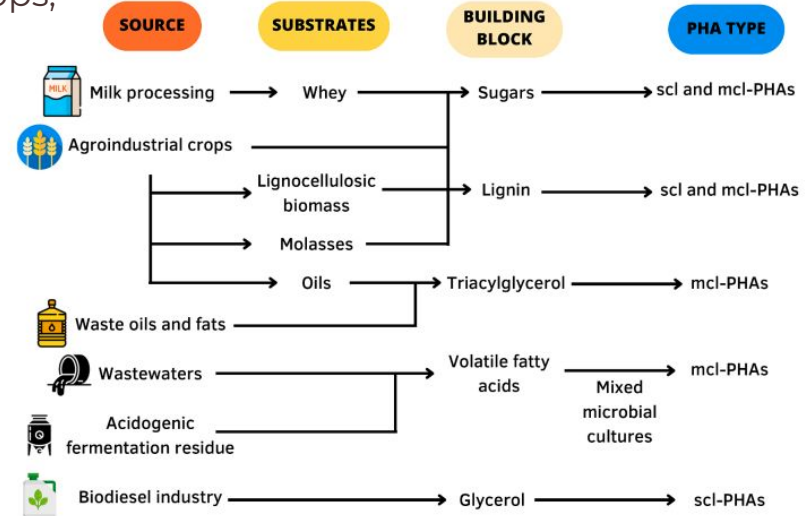 ops,
SOURCE SUBSTRATES BUILDING BLOCK PHA TYPE
MILK
Milk processing Whey Sugars scl and mcl-PHAs
Agroindustrial crops
Lignocellulosic biomass Lignin scl and mcl-PHAs
Molasses
Oils Triacylglycerol mcl-PHAs
Waste oils and fats
Wastewaters Volatile fatty acids mcl-PHAs
Mixed
microbial
cultures
Acidogenic
fermentation residue
Biodiesel industry Glycerol scl-PHAs